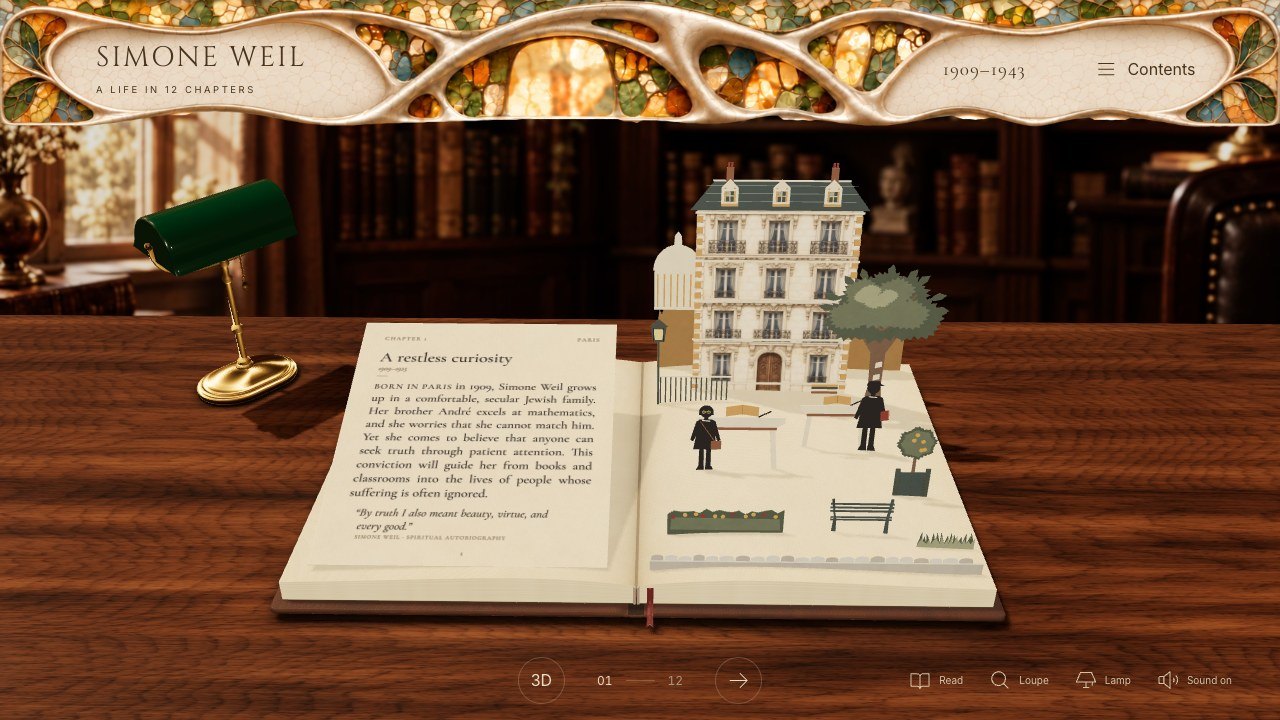 SIMONE WEIL
A LIFE IN 12 CHAPTERS
1909–1943
Contents
CHAPTER 1
PARIS
A restless curiosity
1909–1925
BORN IN PARIS in 1909, Simone Weil grows
up in a comfortable, secular Jewish family.
Her brother André excels at mathematics,
and she worries that she cannot match him.
Yet she comes to believe that anyone can
seek truth through patient attention. This
conviction will guide her from books and
classrooms into the lives of people whose
suffering is often ignored.
“By truth I also meant beauty, virtue, and
every good.”
SIMONE WEIL · SPIRITUAL AUTOBIOGRAPHY
1
3D
01
12
Read
Loupe
Lamp
Sound on